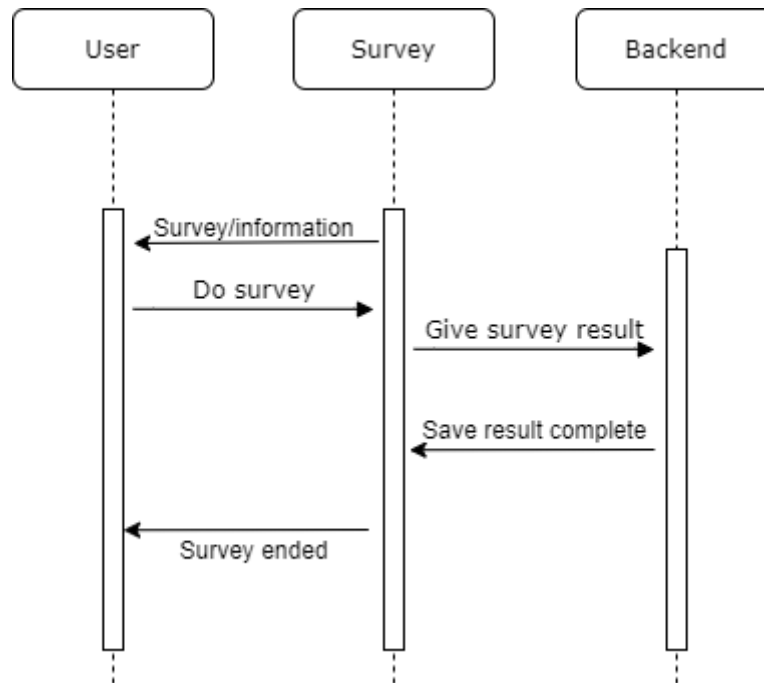 User
Survey
Backend
Survey/information
Do survey
Give survey result
Save result complete
Survey ended